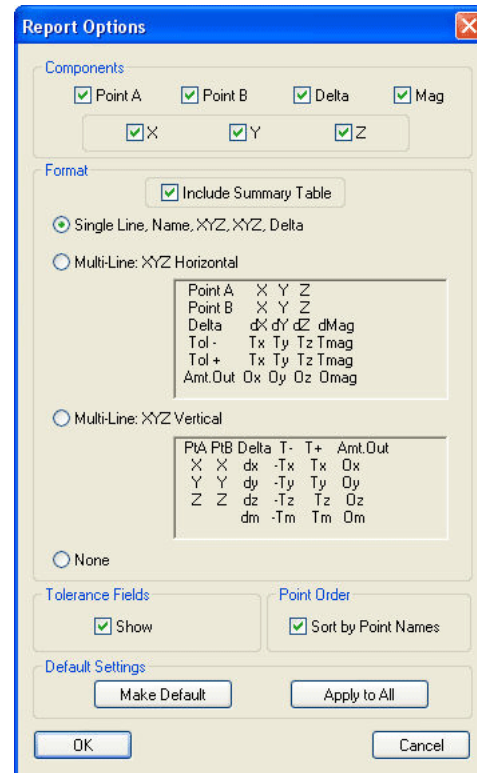 Report Options
Components
Point A Point B Delta Mag
X Y Z
Format
Include Summary Table
Single Line, Name, XYZ, XYZ, Delta
Multi-Line: XYZ Horizontal
Point A X Y Z
Point B X Y Z
Delta dX dY dZ dMag
Tol - Tx Ty Tz Tmag
Tol + Tx Ty Tz Tmag
Amt.Out Ox Oy Oz Omag
Multi-Line: XYZ Vertical
PtA PtB Delta T- T+ Amt.Out
X X dx -Tx Tx Ox
Y Y dy -Ty Ty Oy
Z Z dz -Tz Tz Oz
dm -Tm Tm Om
None
Tolerance Fields
Show
Point Order
Sort by Point Names
Default Settings
Make Default Apply to All
OK Cancel